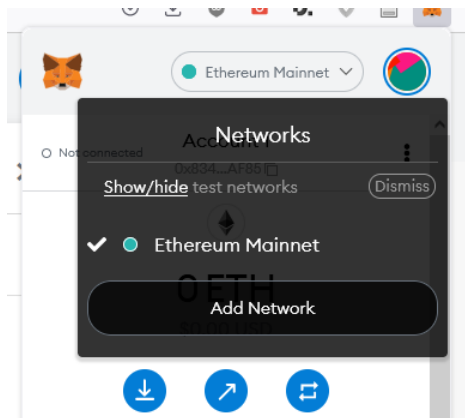 Ethereum Mainnet
Networks
Not connected
Account 1
0x834...AF85
Show/hide test networks
Dismiss
Ethereum Mainnet
0 ETH
Add Network
$0.00 USD